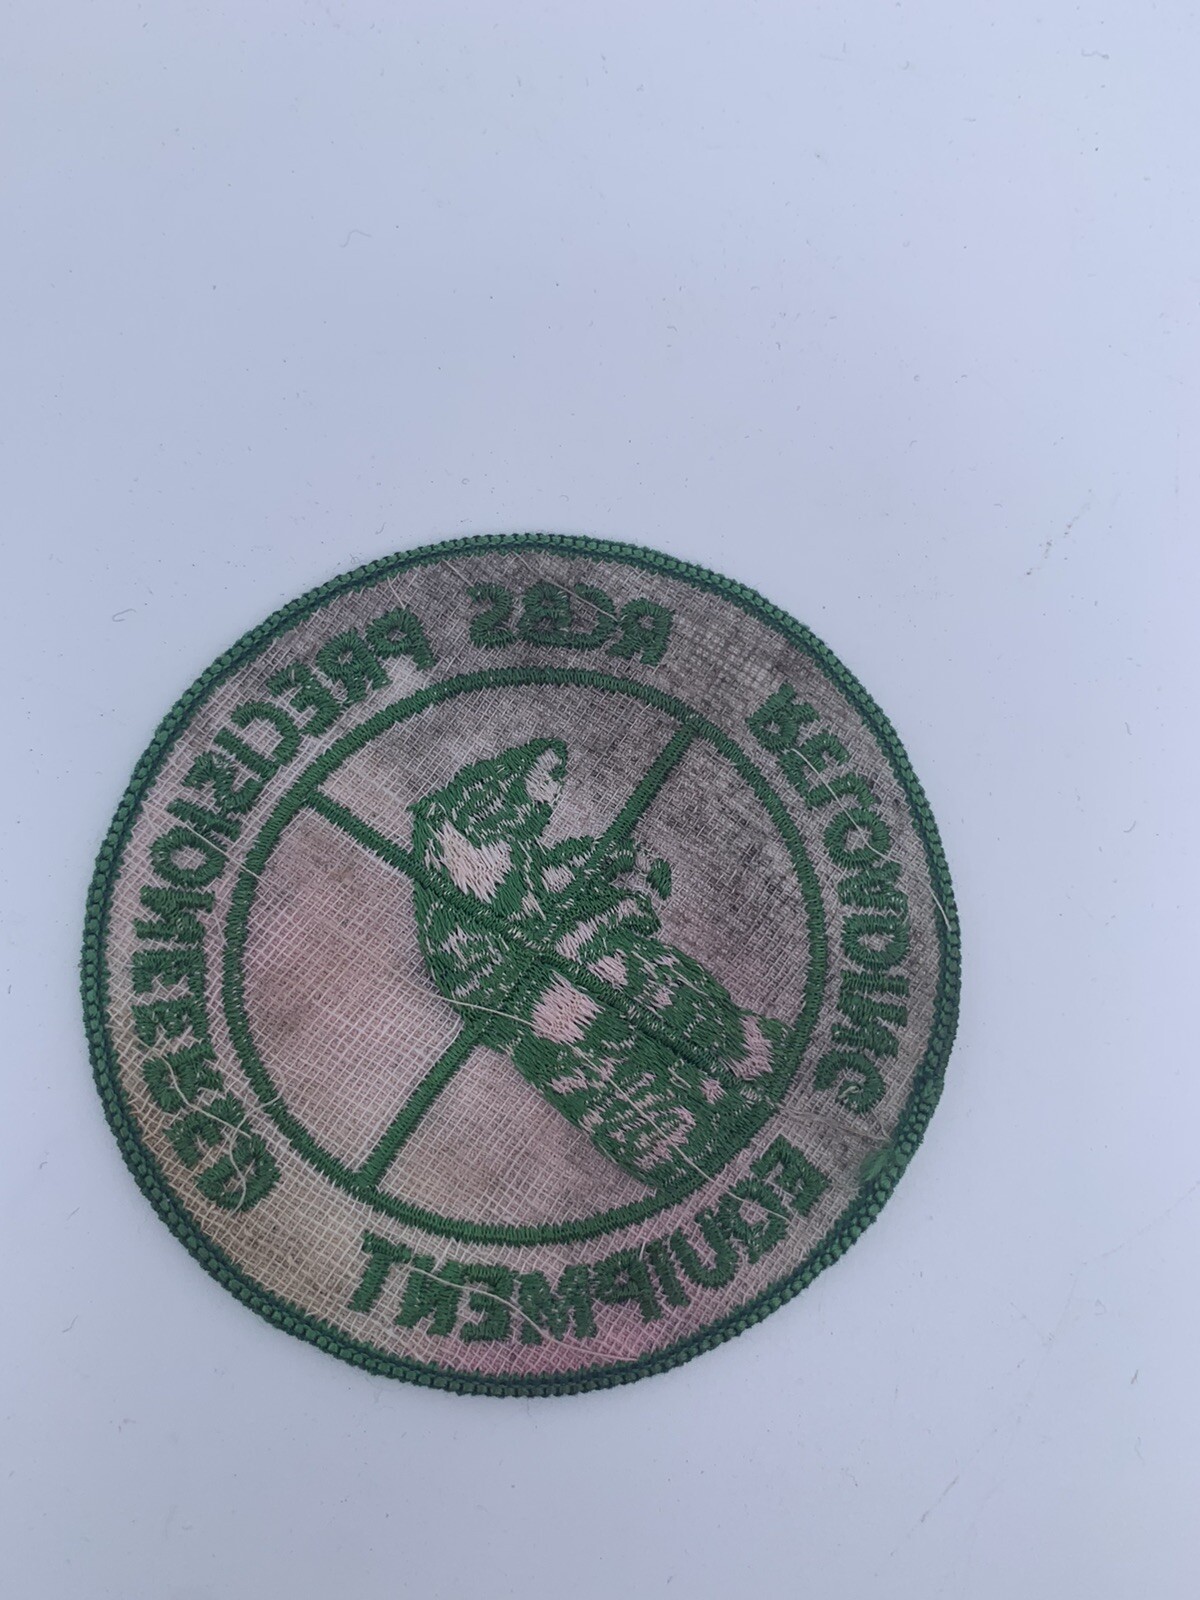 RCBS
PRECISIONEERED
RELOADING
EQUIPMENT